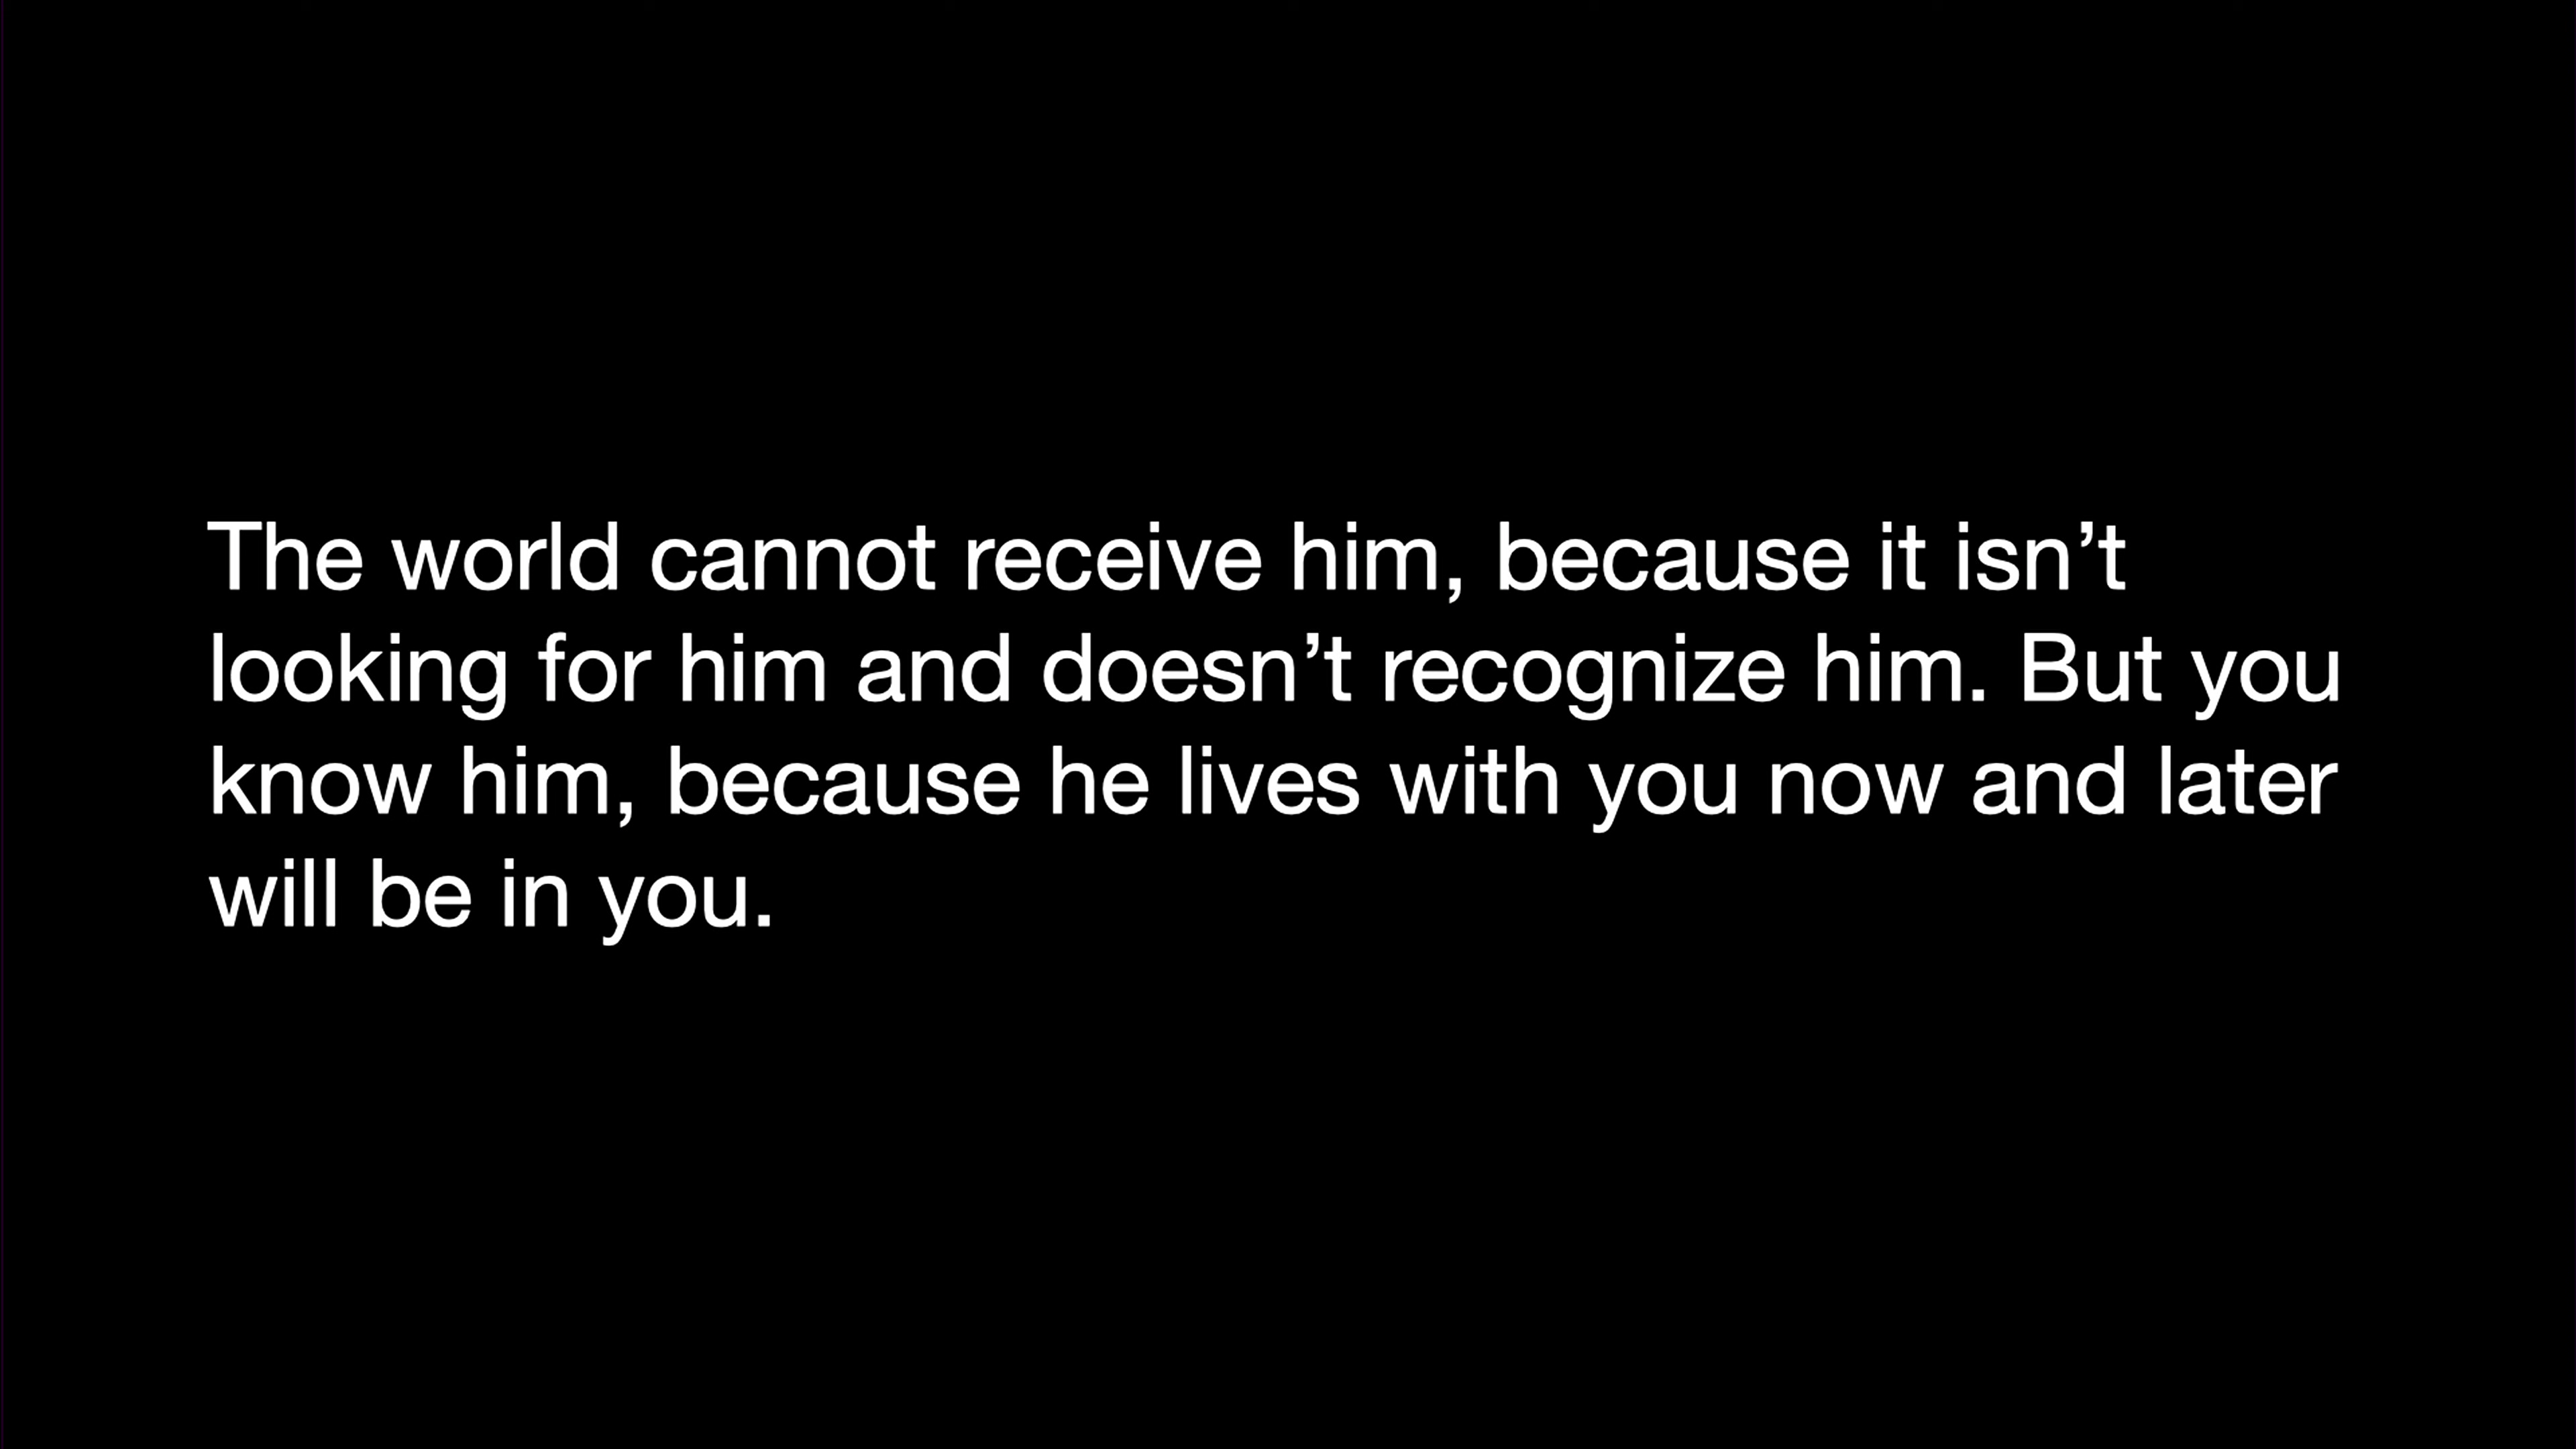 The world cannot receive him, because it isn’t
looking for him and doesn’t recognize him. But you
know him, because he lives with you now and later
will be in you.